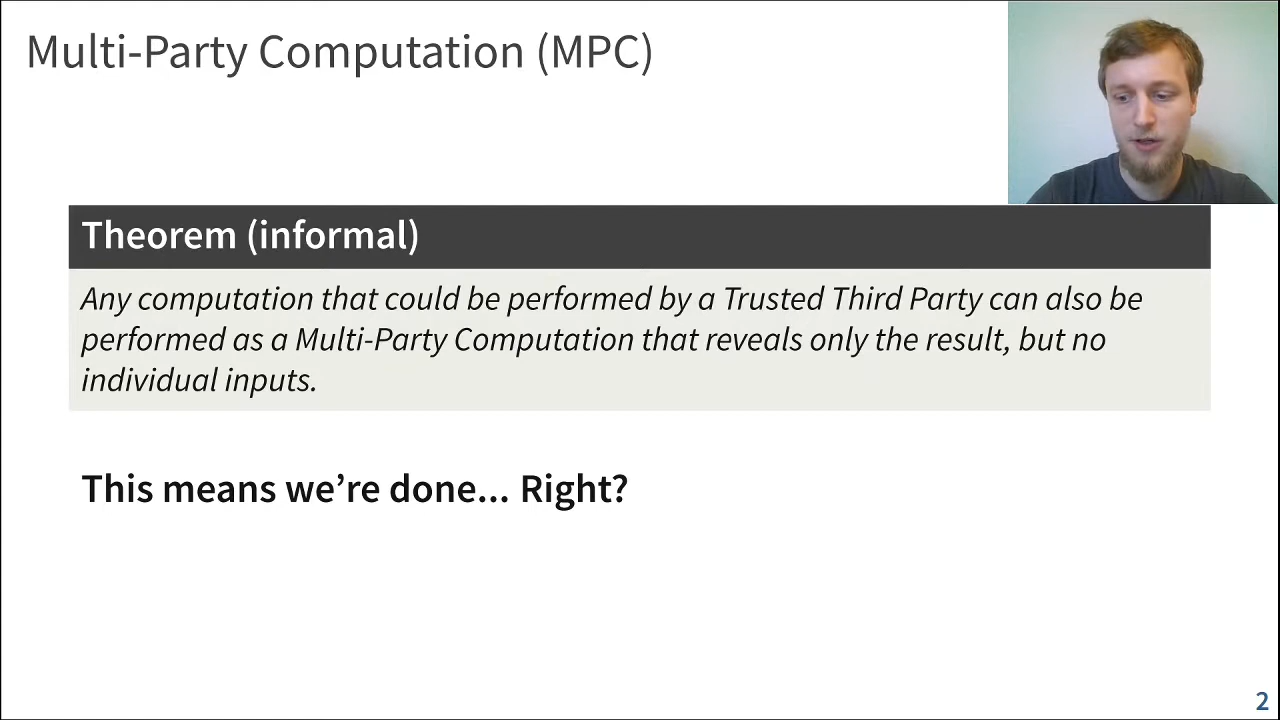 Multi-Party Computation (MPC)
Theorem (informal)
Any computation that could be performed by a Trusted Third Party can also be
performed as a Multi-Party Computation that reveals only the result, but no
individual inputs.
This means we’re done... Right?
2